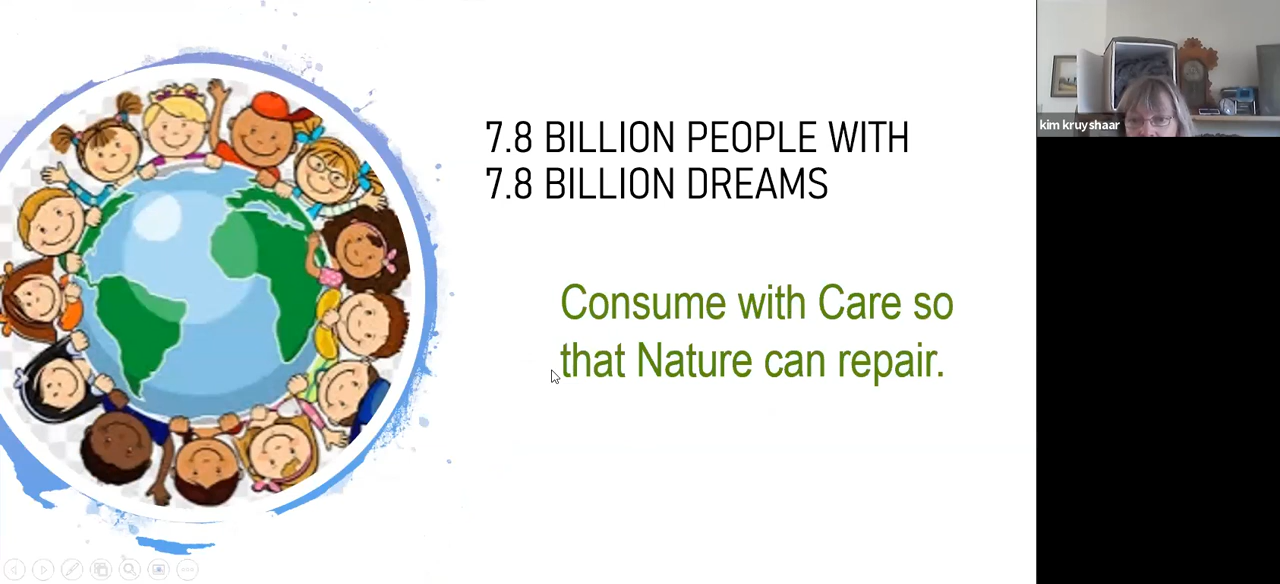 7.8 BILLION PEOPLE WITH
7.8 BILLION DREAMS
Consume with Care so
that Nature can repair.
kim kruyshaar